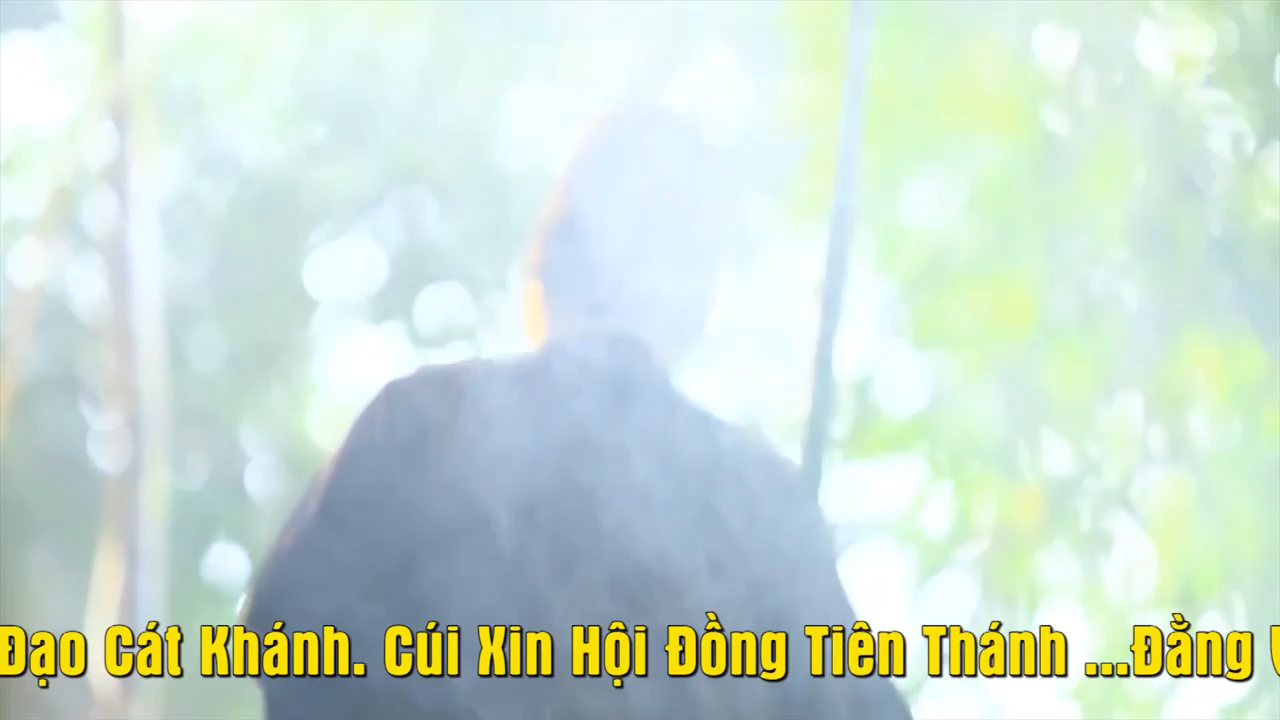 Đạo Cát Khánh. Cúi Xin Hội Đồng Tiên Thánh ...Đằng